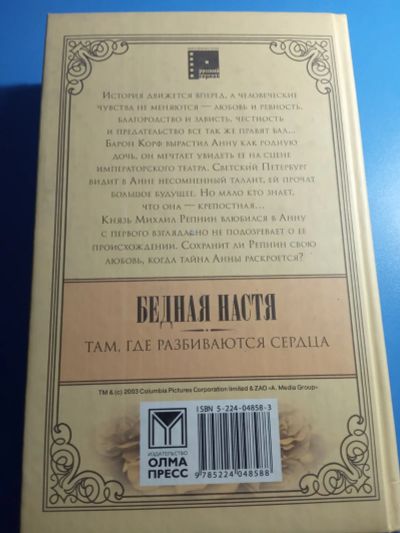 История движется вперед, а человеческие
чувства не меняются — любовь и ревность,
благородство и зависть, честность
и предательство все так же правят бал...
Барон Корф вырастил Анну как родную
дочь, он мечтает увидеть ее на сцене
императорского театра. Светский Петербург
видит в Анне несомненный талант, ей прочат
большое будущее. Но мало кто знает,
что она — крепостная...
Князь Михаил Репнин влюбился в Анну
с первого взгляда, но не подозревает о ее
происхождении. Сохранит ли Репнин свою
любовь, когда тайна Анны раскроется?
БЕДНАЯ НАСТЯ
ТАМ, ГДЕ РАЗБИВАЮТСЯ СЕРДЦА
TM & (c) 2003 Columbia Pictures Corporation limited & ZAO «A. Media Group»
ISBN 5-224-04858-3
ИЗДАТЕЛЬСТВО
ОЛМА
ПРЕСС
9 785224 048588